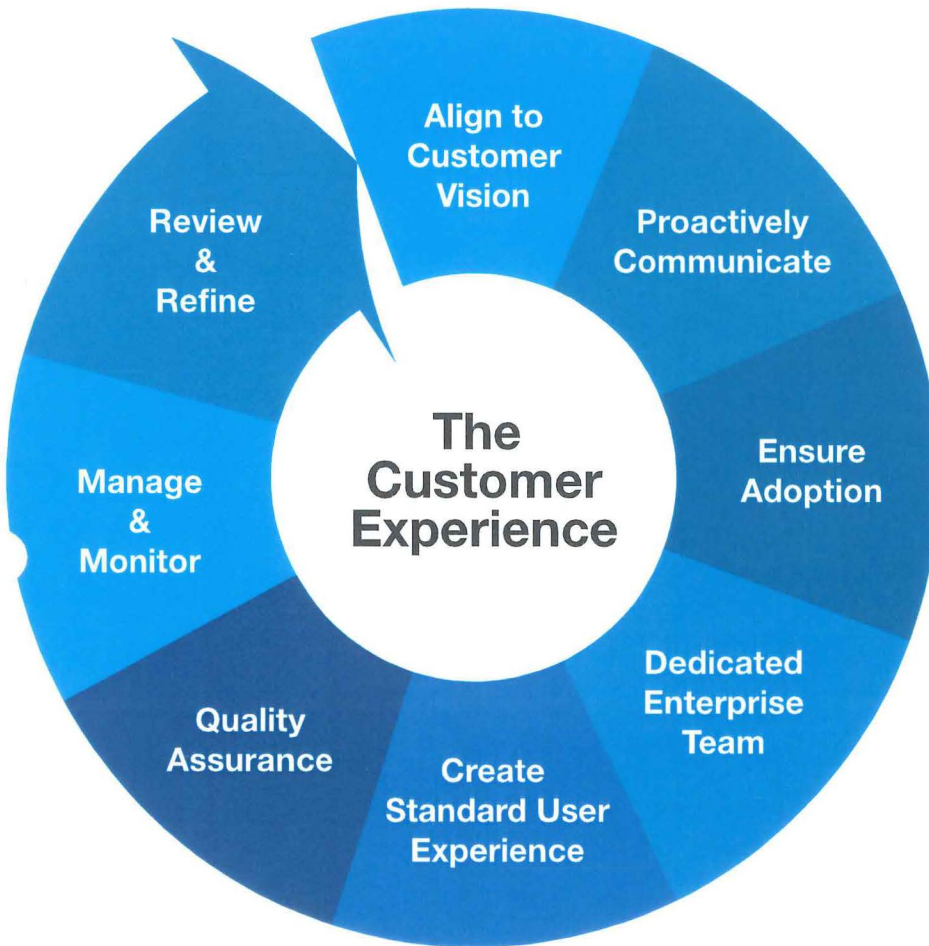 Align to
Customer
Vision
Proactively
Communicate
Ensure
Adoption
Dedicated
Enterprise
Team
Create
Standard User
Experience
Quality
Assurance
Manage
&
Monitor
Review
&
Refine
The
Customer
Experience